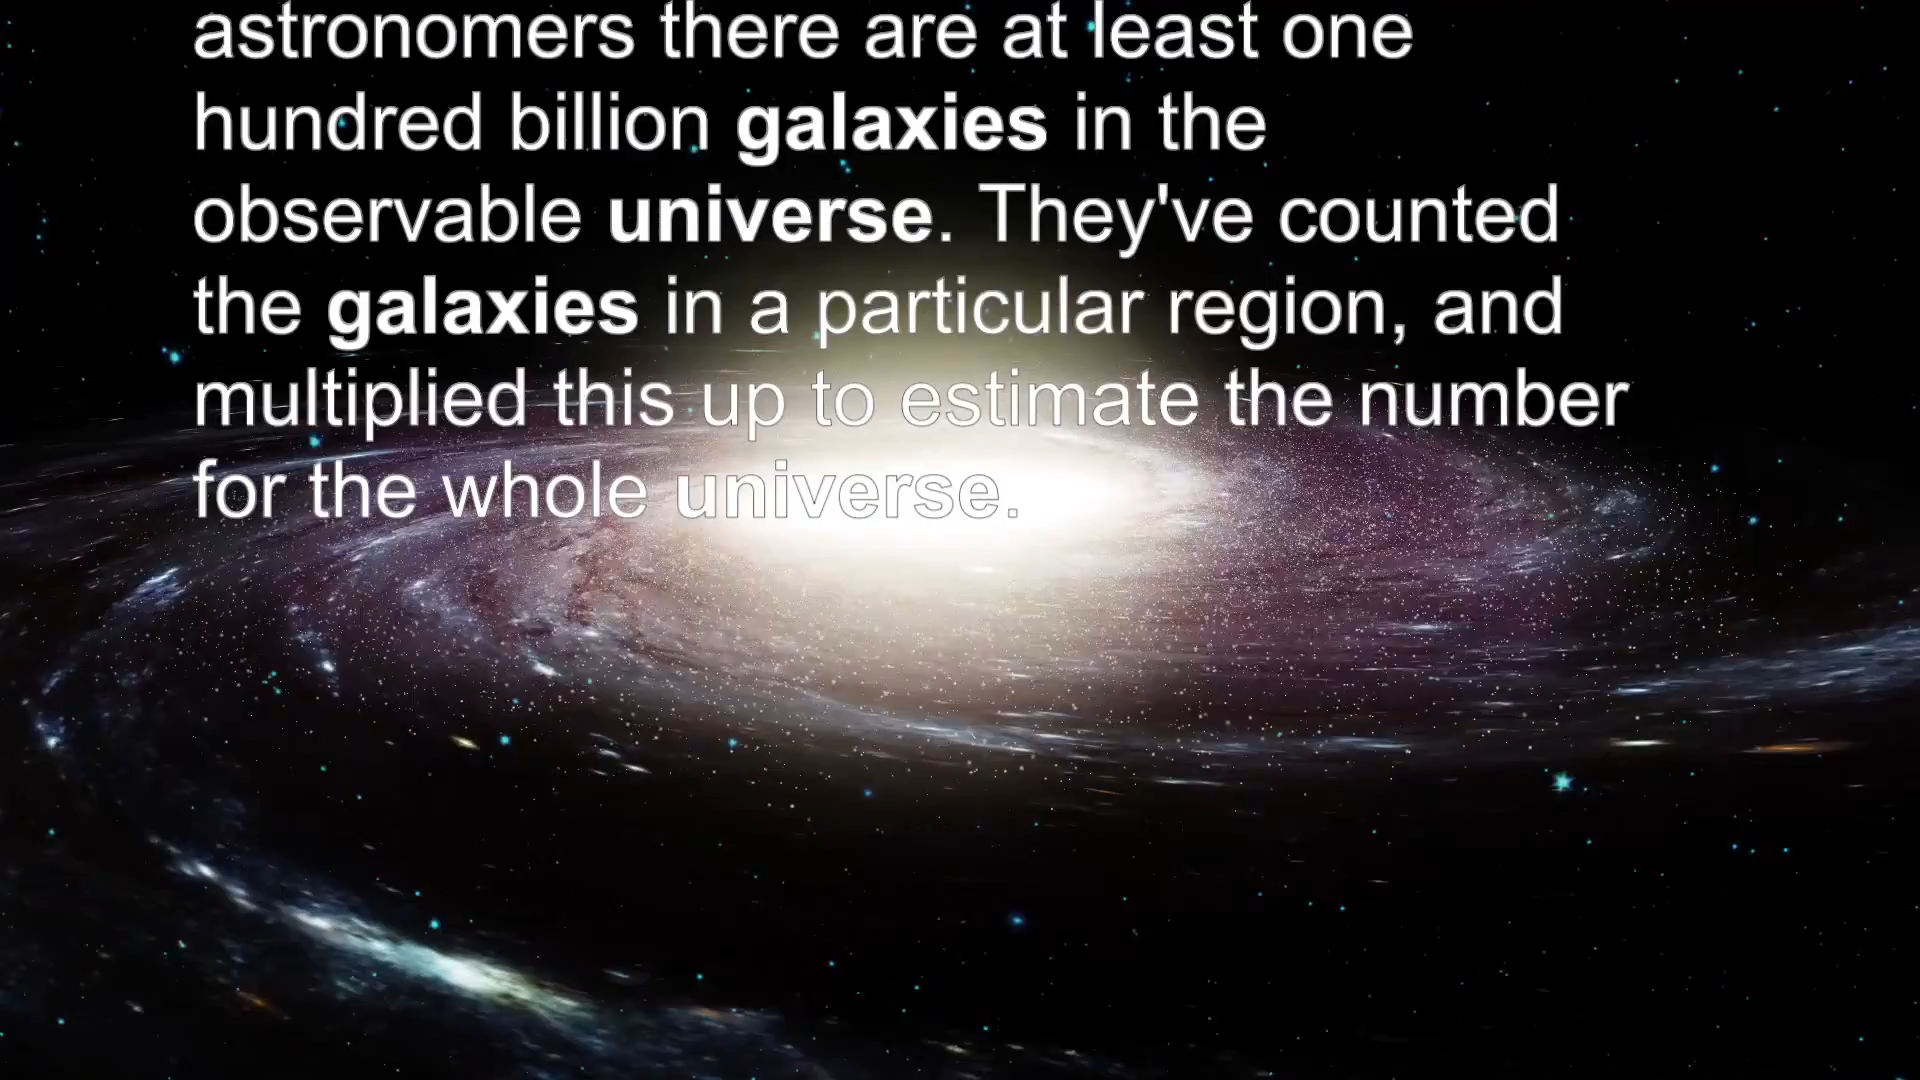 astronomers there are at least one
hundred billion galaxies in the
observable universe. They've counted
the galaxies in a particular region, and
multiplied this up to estimate the number
for the whole universe.